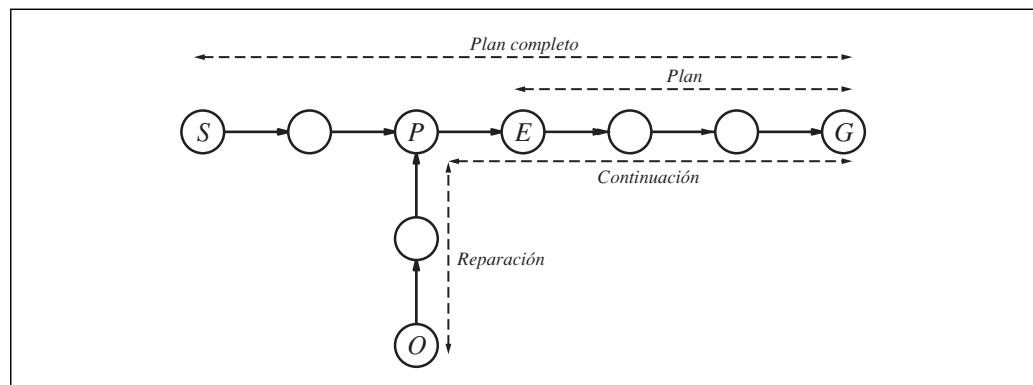 Plan completo
Plan
S P E G
Continuación
Reparación
O